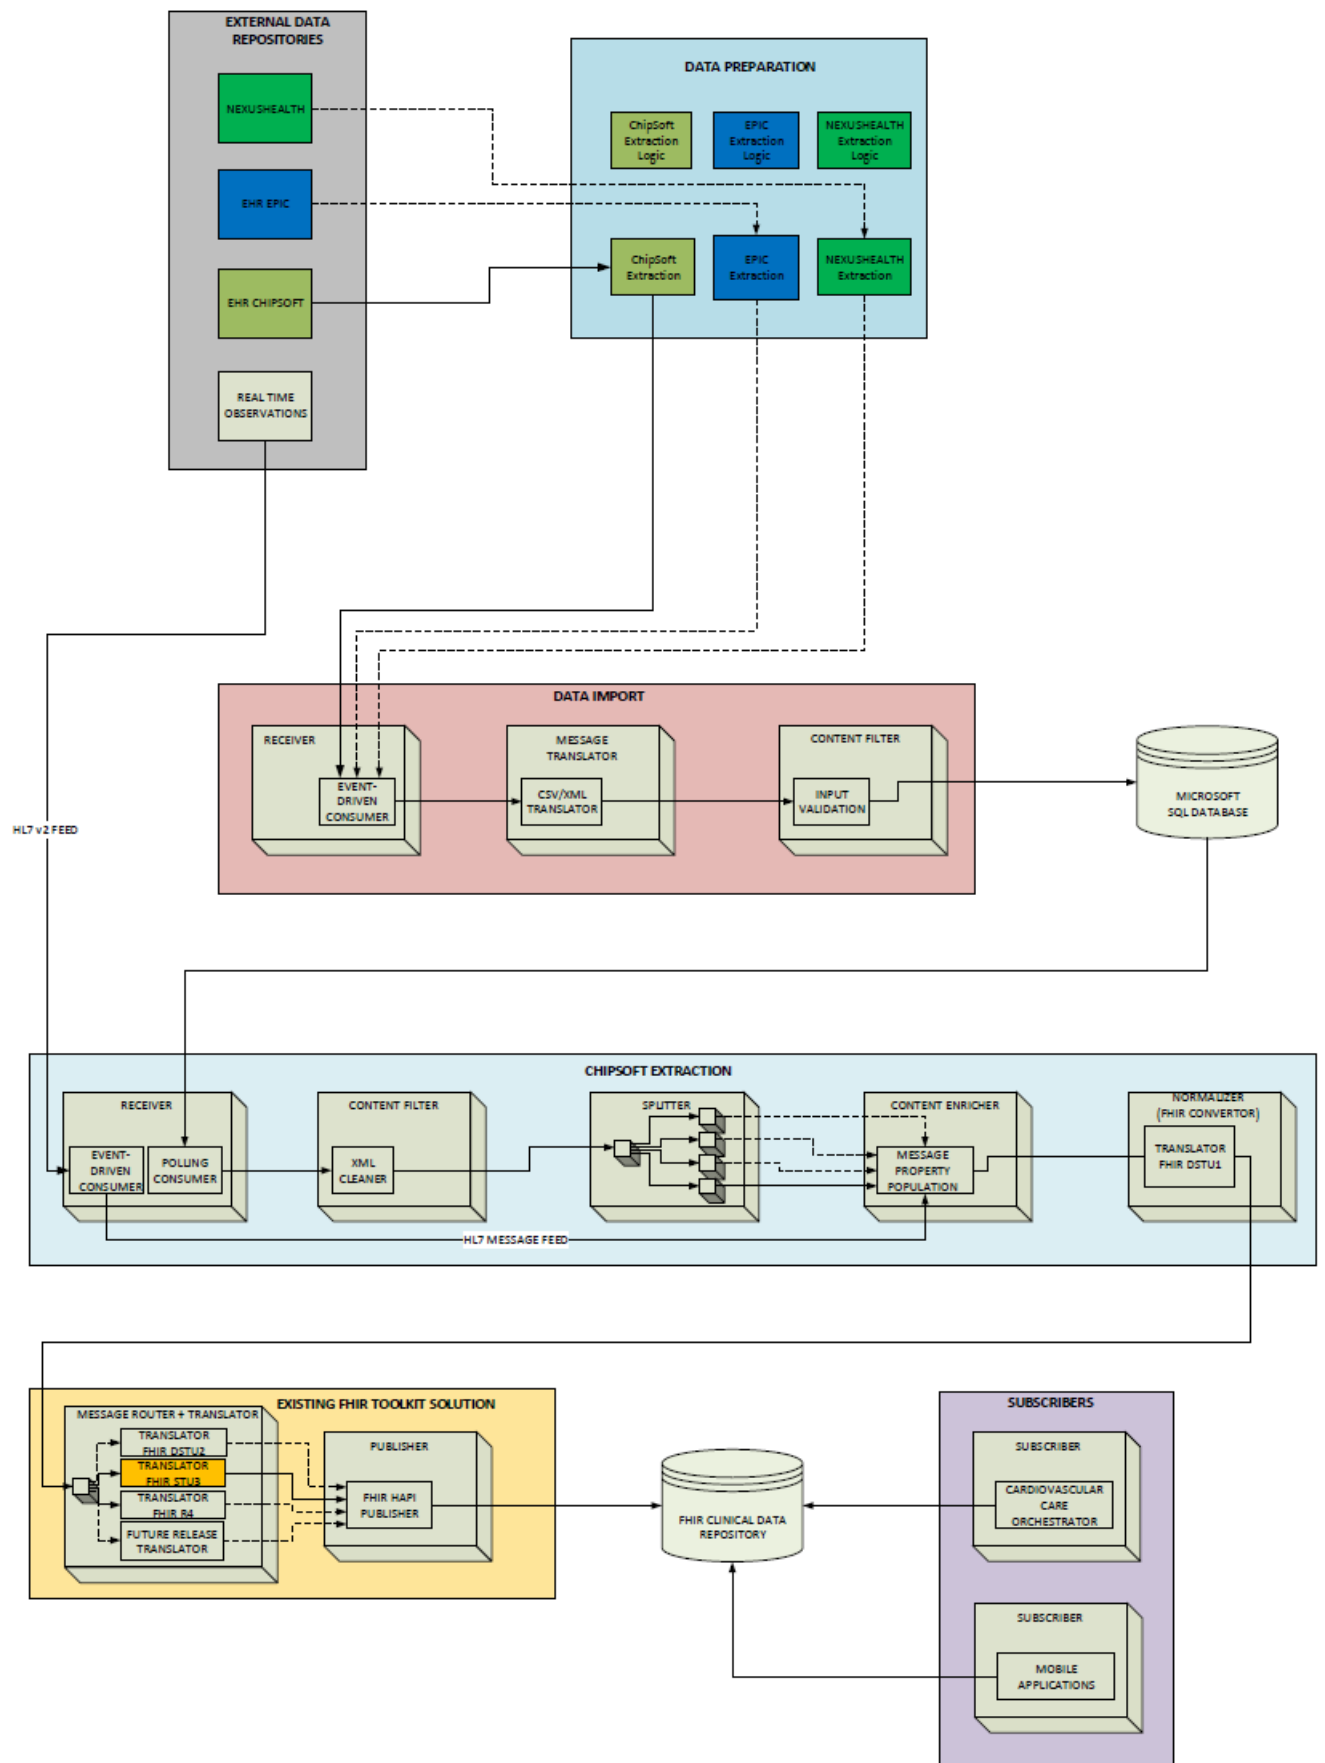 EXTERNAL DATA
REPOSITORIES
NEXUSHEALTH
EHR EPIC
EHR CHIPSOFT
REAL TIME
OBSERVATIONS
DATA PREPARATION
ChipSoft
Extraction
Logic
EPIC
Extraction
Logic
NEXUSHEALTH
Extraction
Logic
ChipSoft
Extraction
EPIC
Extraction
NEXUSHEALTH
Extraction
HL7 v2 FEED
DATA IMPORT
RECEIVER
EVENT-
DRIVEN
CONSUMER
MESSAGE
TRANSLATOR
CSV/XML
TRANSLATOR
CONTENT FILTER
INPUT
VALIDATION
MICROSOFT
SQL DATABASE
CHIPSOFT EXTRACTION
RECEIVER
EVENT-
DRIVEN
CONSUMER
POLLING
CONSUMER
CONTENT FILTER
XML
CLEANER
SPLITTER
CONTENT ENRICHER
MESSAGE
PROPERTY
POPULATION
NORMALIZER
(FHIR CONVERTOR)
TRANSLATOR
FHIR DSTU1
HL7 MESSAGE FEED
EXISTING FHIR TOOLKIT SOLUTION
MESSAGE ROUTER + TRANSLATOR
TRANSLATOR
FHIR DSTU2
TRANSLATOR
FHIR STU3
TRANSLATOR
FHIR R4
FUTURE RELEASE
TRANSLATOR
PUBLISHER
FHIR HAPI
PUBLISHER
FHIR CLINICAL DATA
REPOSITORY
SUBSCRIBERS
SUBSCRIBER
CARDIOVASCULAR
CARE
ORCHESTRATOR
SUBSCRIBER
MOBILE
APPLICATIONS